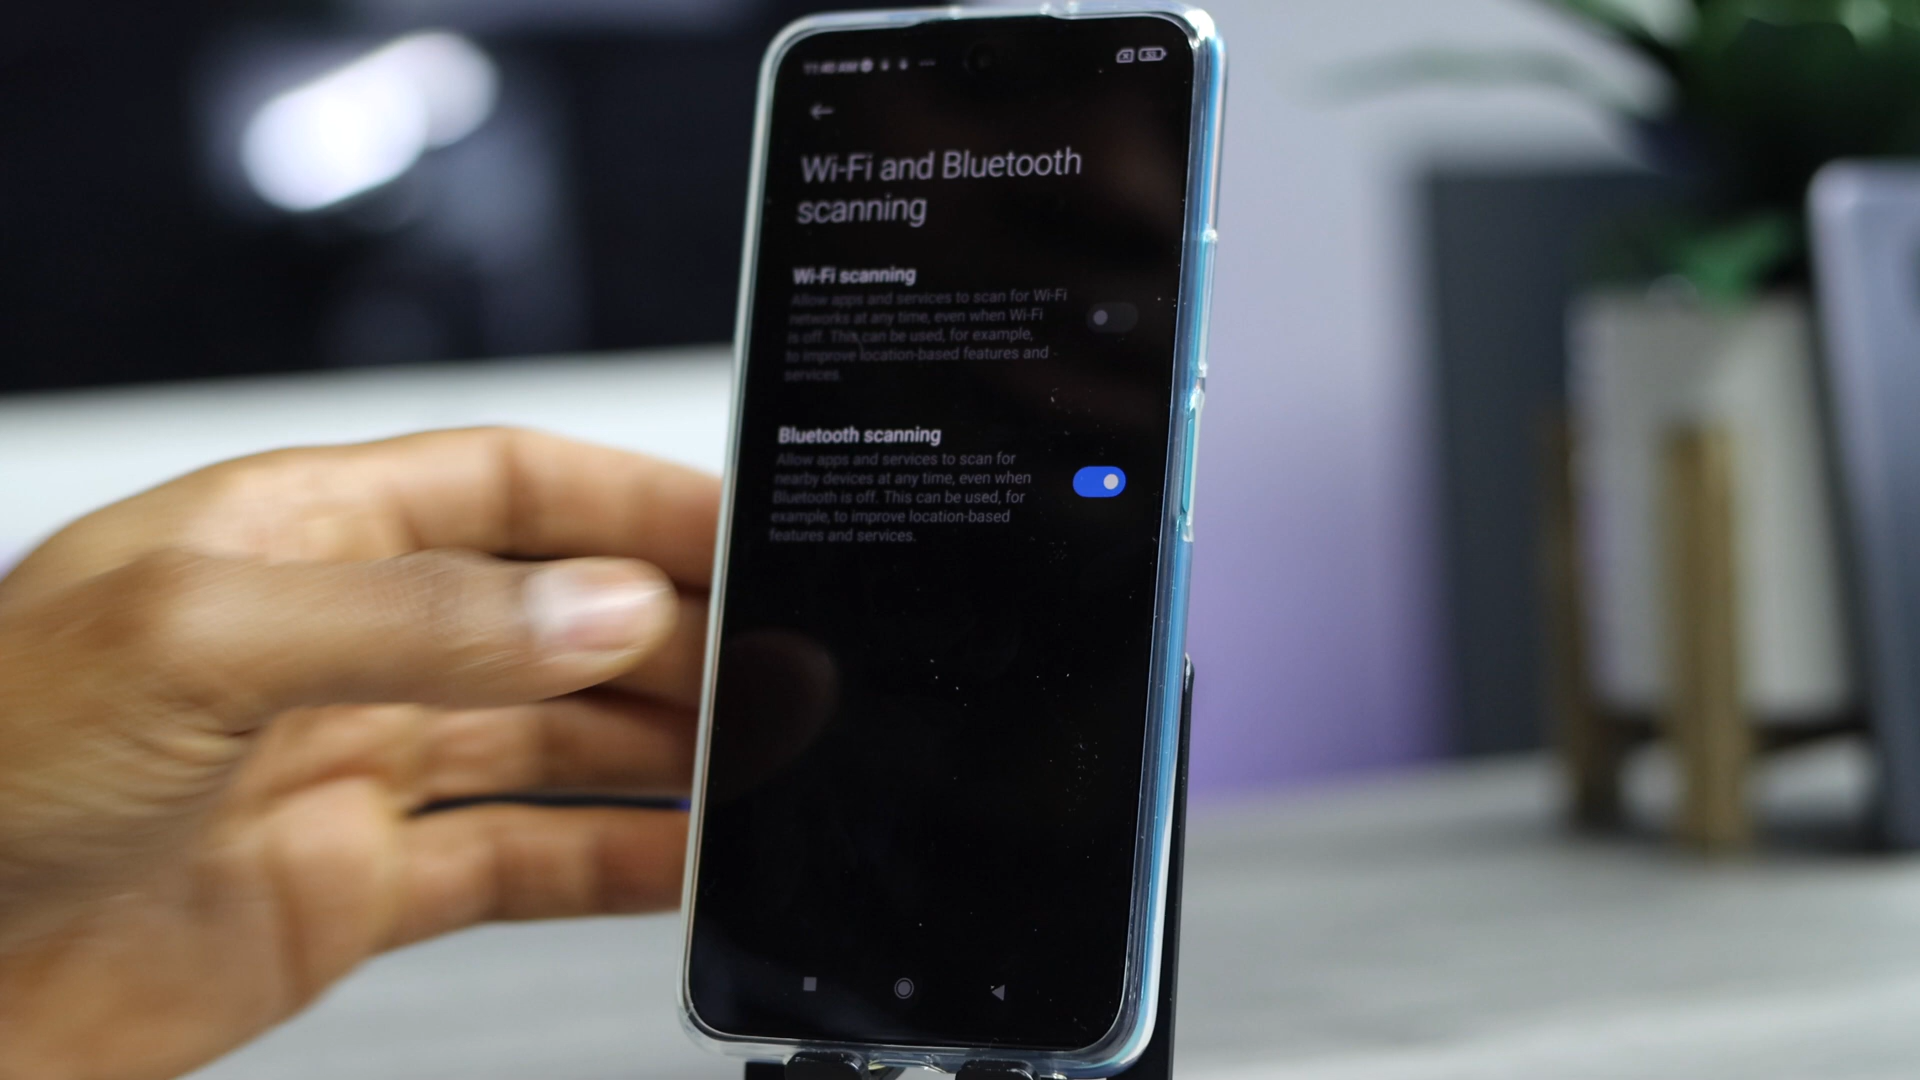 Wi-Fi and Bluetooth
scanning
Wi-Fi scanning
Allow apps and services to scan for Wi-Fi
networks at any time, even when Wi-Fi
is off. This can be used, for example,
to improve location-based features and
services.
Bluetooth scanning
Allow apps and services to scan for
nearby devices at any time, even when
Bluetooth is off. This can be used, for
example, to improve location-based
features and services.